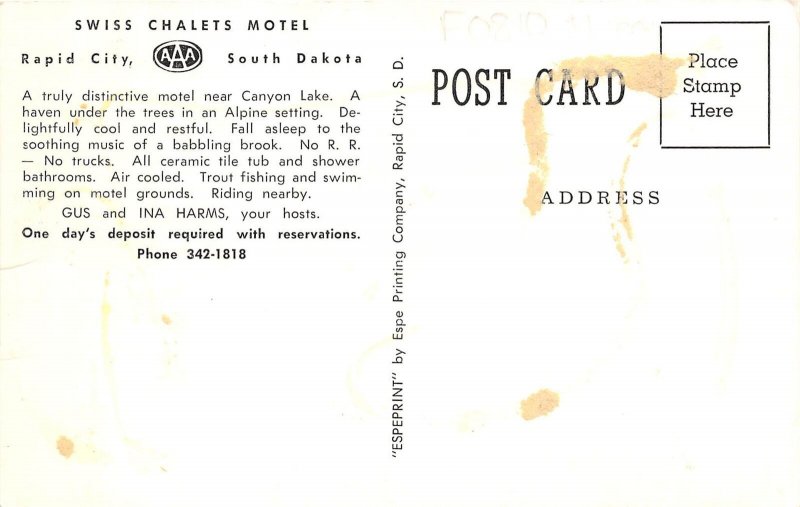 SWISS CHALETS MOTEL
Rapid City, AAA South Dakota
A truly distinctive motel near Canyon Lake. A
haven under the trees in an Alpine setting. De-
lightfully cool and restful. Fall asleep to the
soothing music of a babbling brook. No R. R.
— No trucks. All ceramic tile tub and shower
bathrooms. Air cooled. Trout fishing and swim-
ming on motel grounds. Riding nearby.
GUS and INA HARMS, your hosts.
One day's deposit required with reservations.
Phone 342-1818
"ESPEPRINT" by Espe Printing Company, Rapid City, S. D.
POST CARD
Place
Stamp
Here
ADDRESS